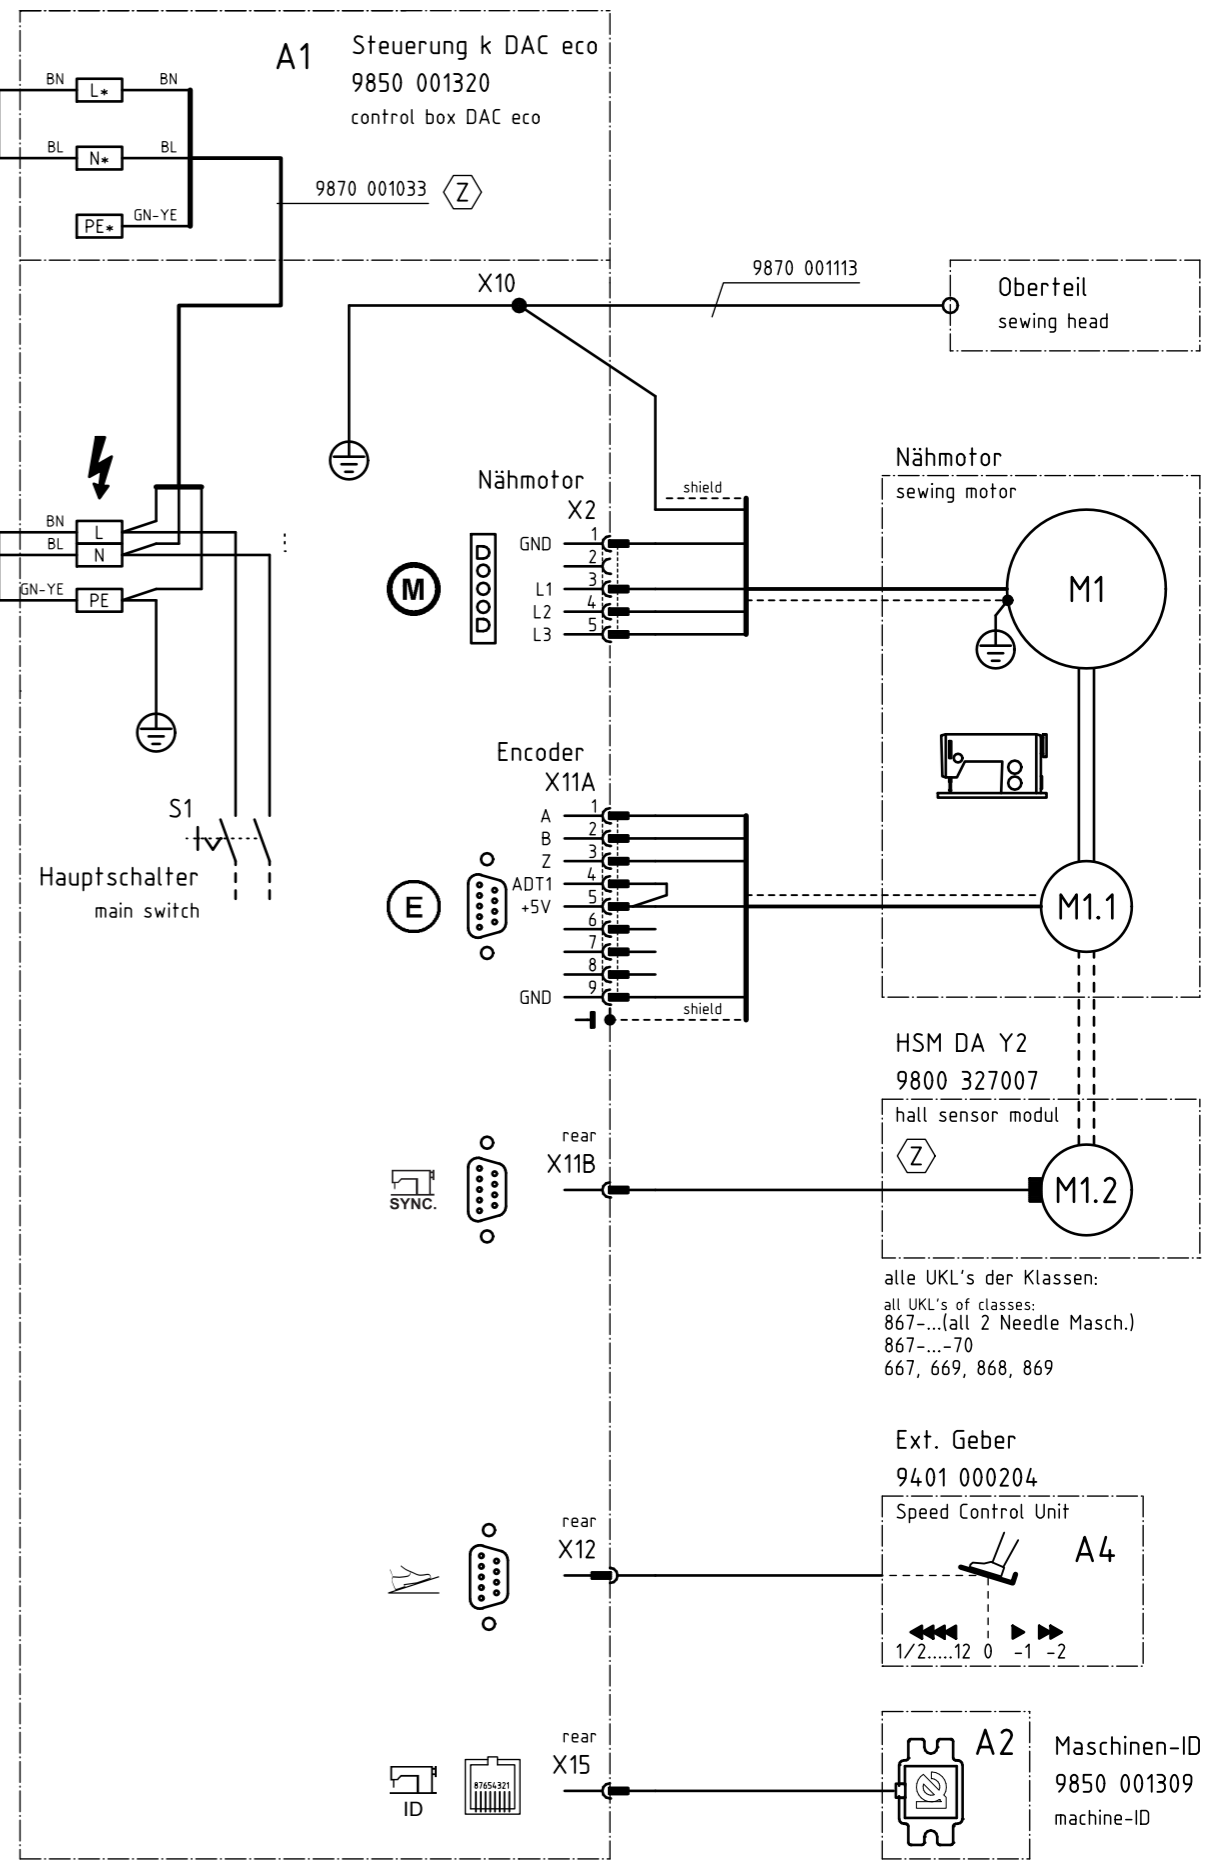 A1
Steuerung k DAC eco
9850 001320
control box DAC eco
BN L* BN
BL N* BL
PE* GN-YE
9870 001033 Z
X10
9870 001113
Oberteil
sewing head
Nähmotor
X2
shield
GND 1
2
L1 3
L2 4
L3 5
M
D
D
Nähmotor
sewing motor
M1
BN L
BL N
GN-YE PE
S1
Hauptschalter
main switch
Encoder
X11A
A 1
B 2
Z 3
ADT1 4
+5V 5
6
7
8
GND 9
shield
E
M1.1
HSM DA Y2
9800 327007
hall sensor modul
Z
M1.2
rear
X11B
SYNC.
alle UKL's der Klassen:
all UKL's of classes:
867-...(all 2 Needle Masch.)
867-...-70
667, 669, 868, 869
Ext. Geber
9401 000204
Speed Control Unit
A4
1/2.....12 0 -1 -2
rear
X12
rear
X15
ID
87654321
A2
Maschinen-ID
9850 001309
machine-ID